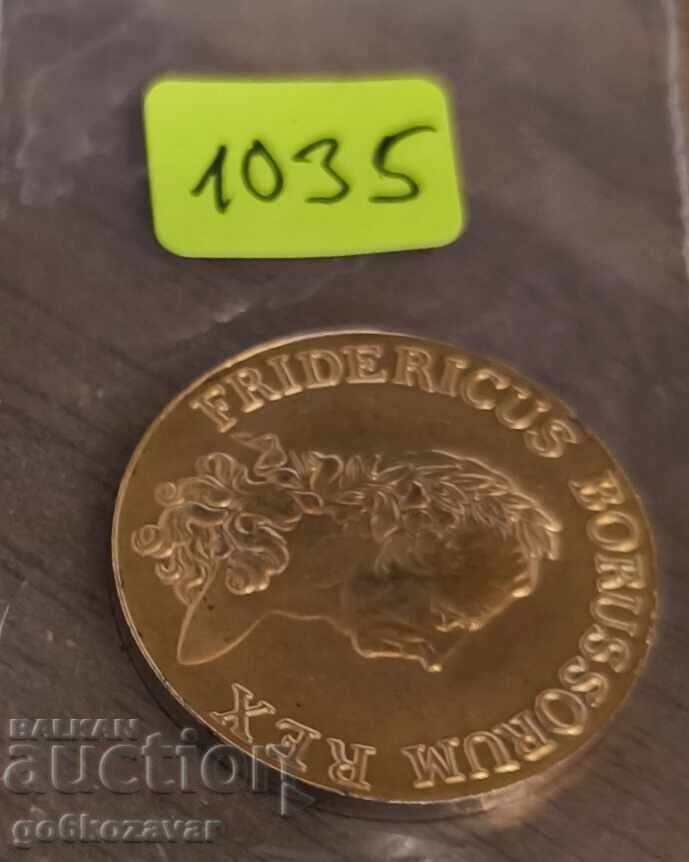 1035
FRIDERICUS BORUSSORUM REX
BALKAN
auction
go6kozavar